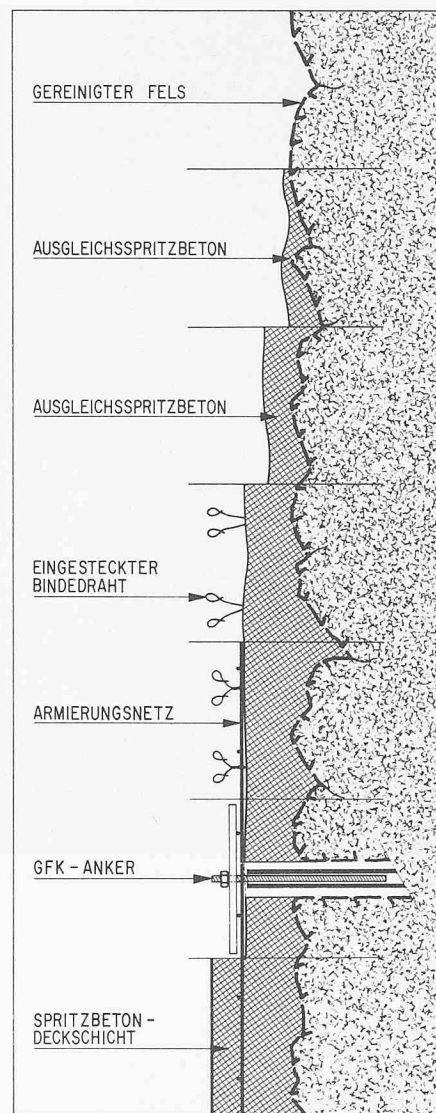 GEREINIGTER FELS
AUSGLEICHSSPRITZBETON
AUSGLEICHSSPRITZBETON
EINGESTECKTER
BINDEDRAHT
ARMIERUNGSNETZ
GFK-ANKER
SPRITZBETON-
DECKSCHICHT